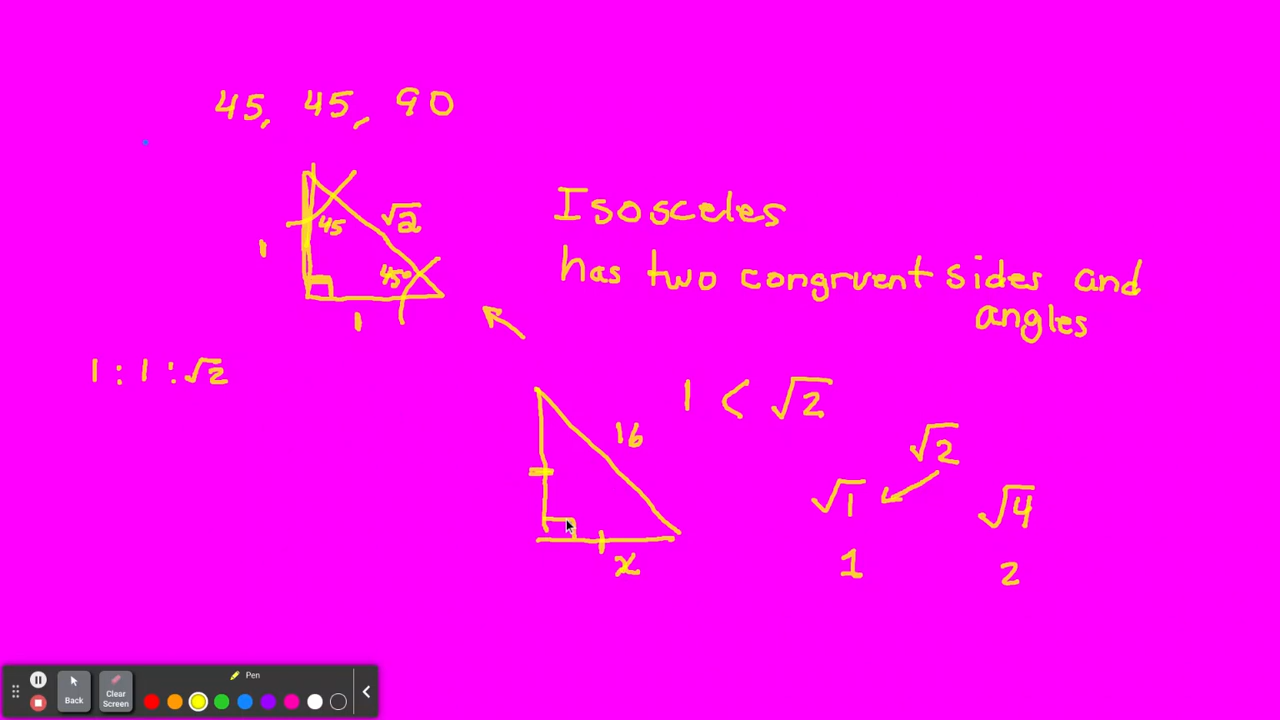 45, 45, 90
45
√2
1
45°
1
Isosceles
has two congruent sides and
angles
1 : 1 : √2
16
x
1 < √2
√2
√1
√4
1
2
Pen
Back
Clear
Screen